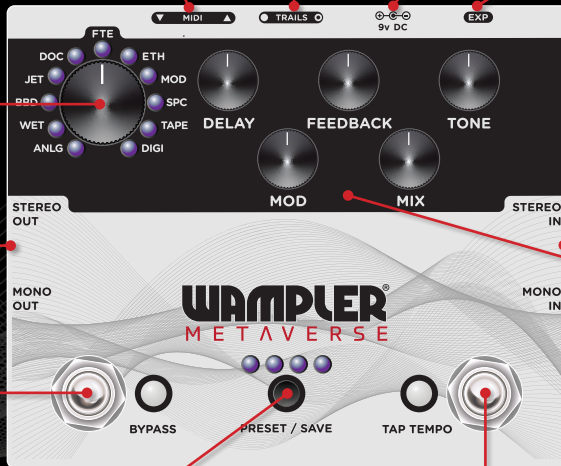 ▼ MIDI ▲
TRAILS
9v DC
EXP
FTE
DOC
ETH
JET
MOD
BBD
SPC
WET
TAPE
ANLG
DIGI
DELAY
FEEDBACK
TONE
MOD
MIX
STEREO
OUT
STEREO
IN
MONO
OUT
MONO
IN
WAMPLER®
METAVERSE
BYPASS
PRESET / SAVE
TAP TEMPO